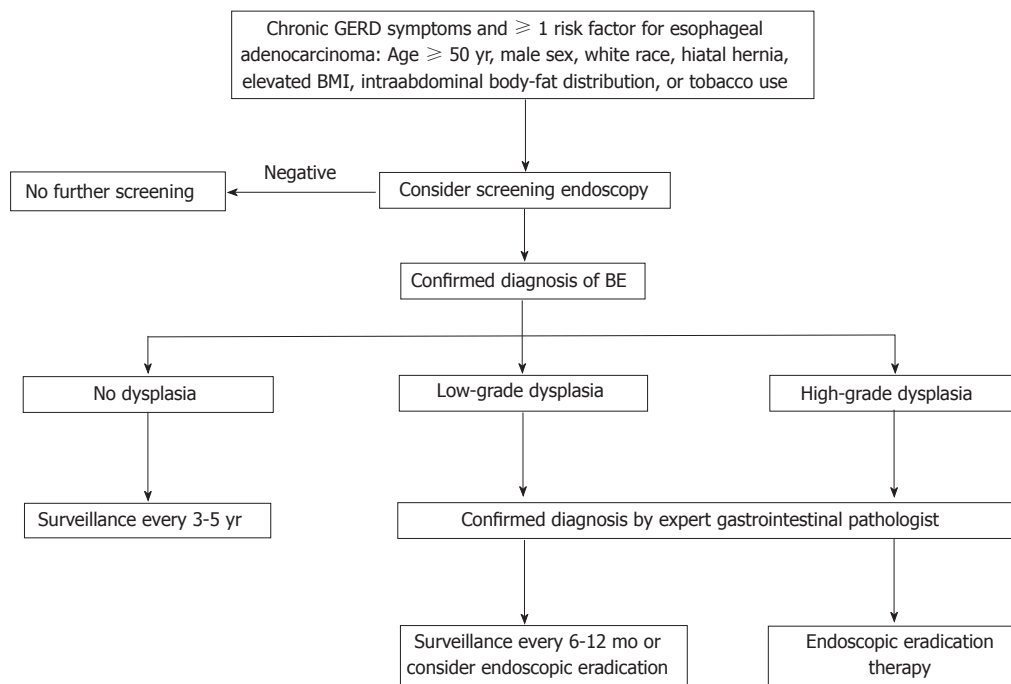 Chronic GERD symptoms and ≥ 1 risk factor for esophageal
adenocarcinoma: Age ≥ 50 yr, male sex, white race, hiatal hernia,
elevated BMI, intraabdominal body-fat distribution, or tobacco use
Negative
No further screening
Consider screening endoscopy
Confirmed diagnosis of BE
No dysplasia
Low-grade dysplasia
High-grade dysplasia
Surveillance every 3-5 yr
Confirmed diagnosis by expert gastrointestinal pathologist
Surveillance every 6-12 mo or
consider endoscopic eradication
Endoscopic eradication
therapy